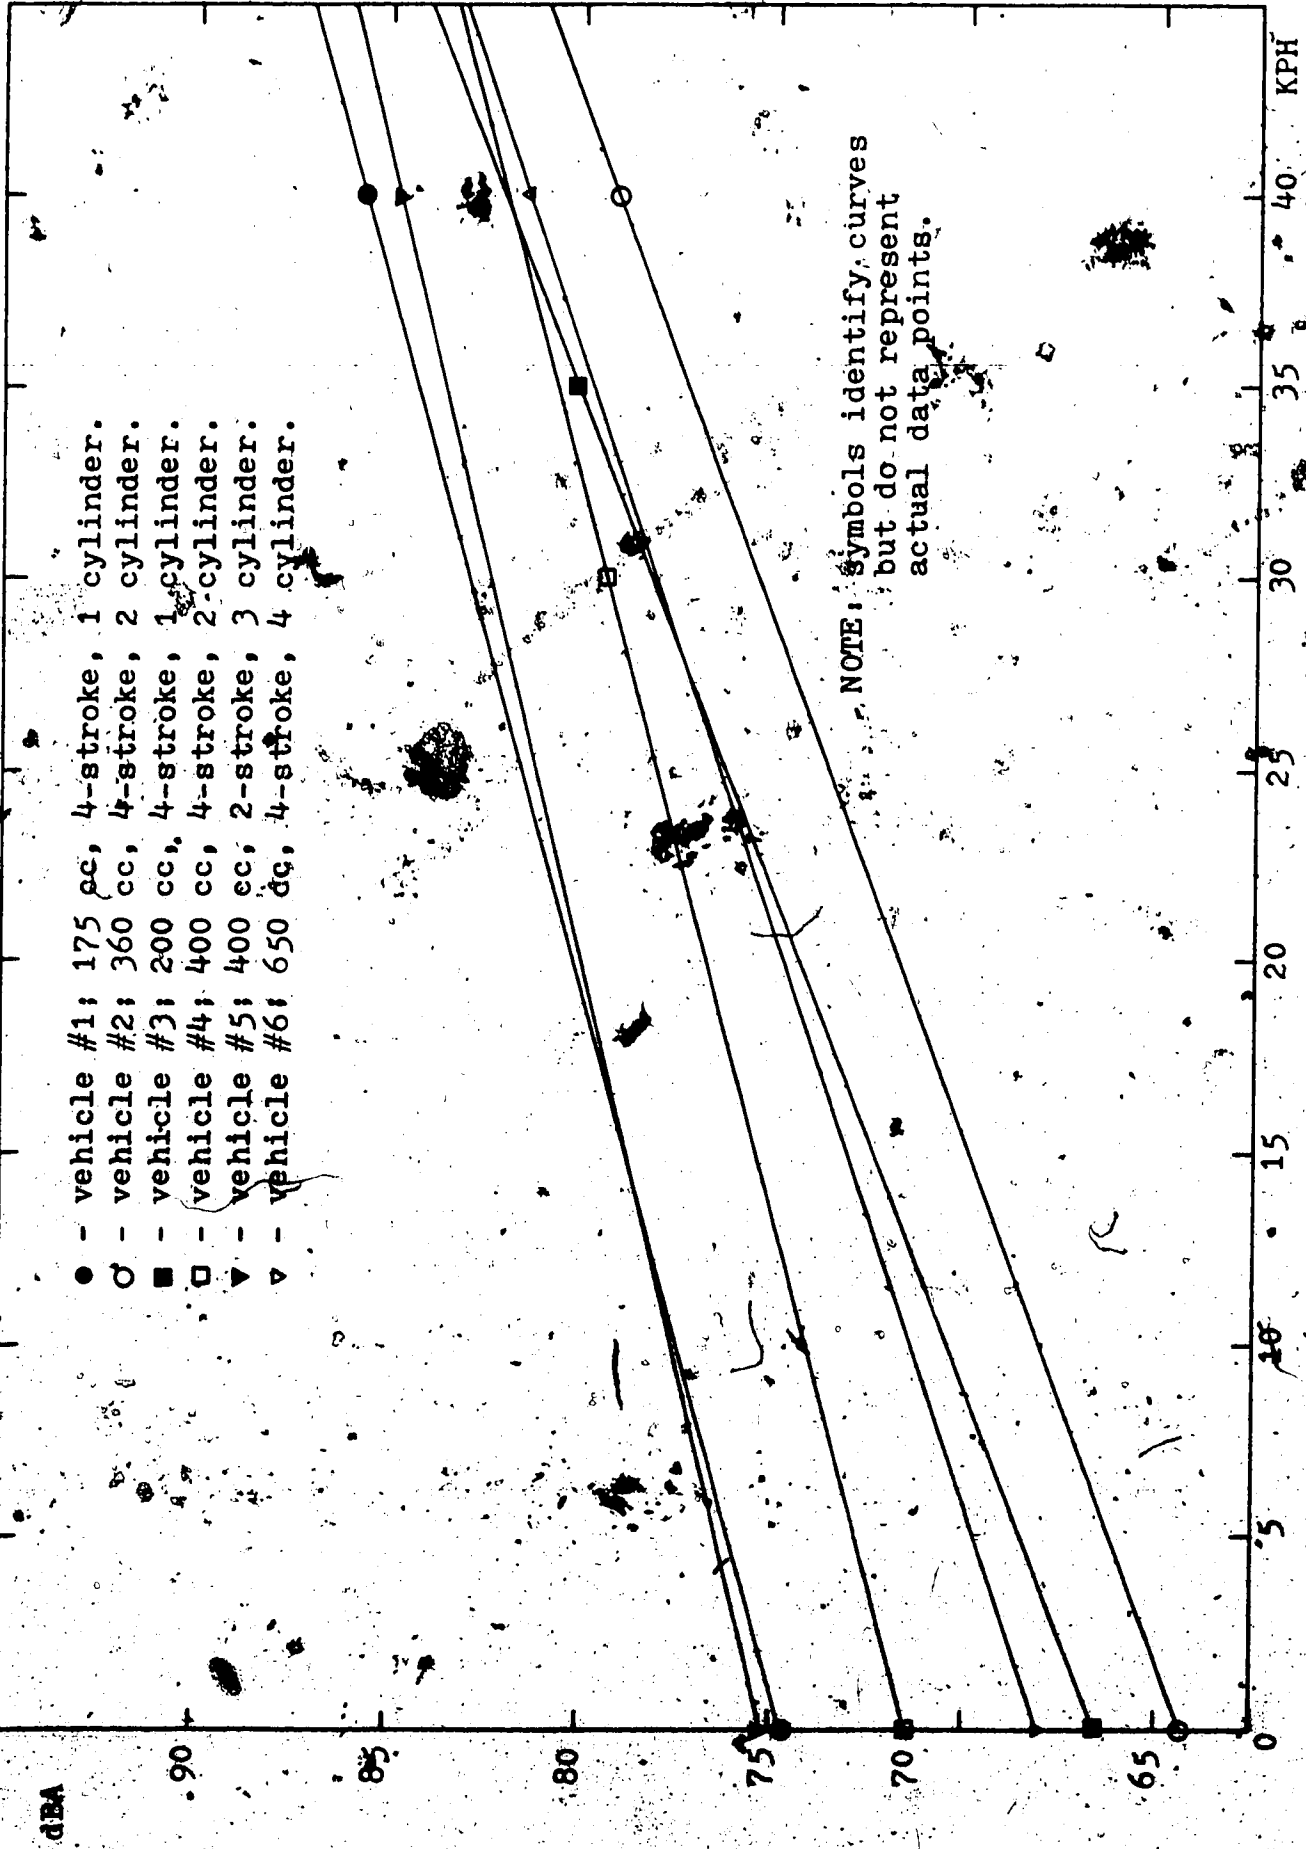 dBA
● - vehicle #1; 175 cc, 4-stroke, 1 cylinder.
○ - vehicle #2; 360 cc, 4-stroke, 2 cylinder.
■ - vehicle #3; 200 cc, 4-stroke, 1 cylinder.
□ - vehicle #4; 400 cc, 4-stroke, 2-cylinder.
▼ - vehicle #5; 400 cc, 2-stroke, 3 cylinder.
▽ - vehicle #6; 650 cc, 4-stroke, 4 cylinder.
90
85
80
75
70
65
NOTE: symbols identify curves
but do not represent
actual data points.
0 5 10 15 20 25 30 35 40 KPH